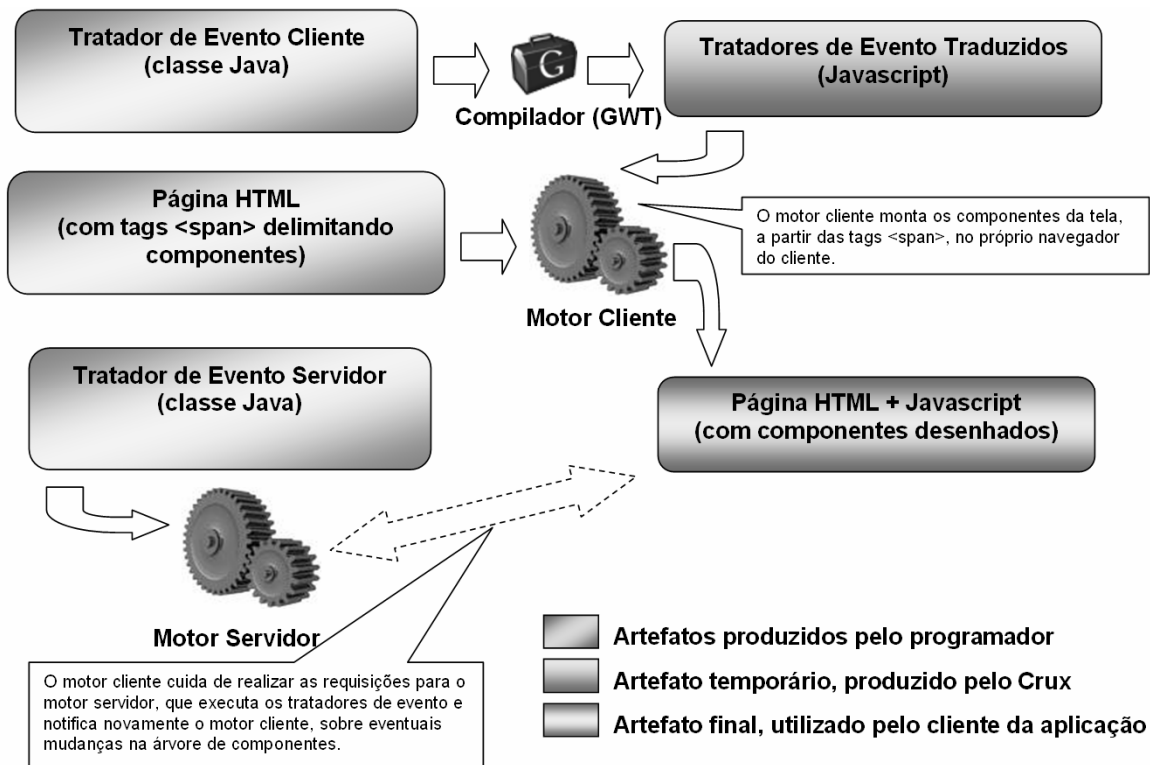 Tratador de Evento Cliente
(classe Java)
G
Compilador (GWT)
Tratadores de Evento Traduzidos
(Javascript)
Página HTML
(com tags <span> delimitando
componentes)
Motor Cliente
O motor cliente monta os componentes da tela,
a partir das tags <span>, no próprio navegador
do cliente.
Tratador de Evento Servidor
(classe Java)
Página HTML + Javascript
(com componentes desenhados)
Motor Servidor
O motor cliente cuida de realizar as requisições para o
motor servidor, que executa os tratadores de evento e
notifica novamente o motor cliente, sobre eventuais
mudanças na árvore de componentes.
Artefatos produzidos pelo programador
Artefato temporário, produzido pelo Crux
Artefato final, utilizado pelo cliente da aplicação